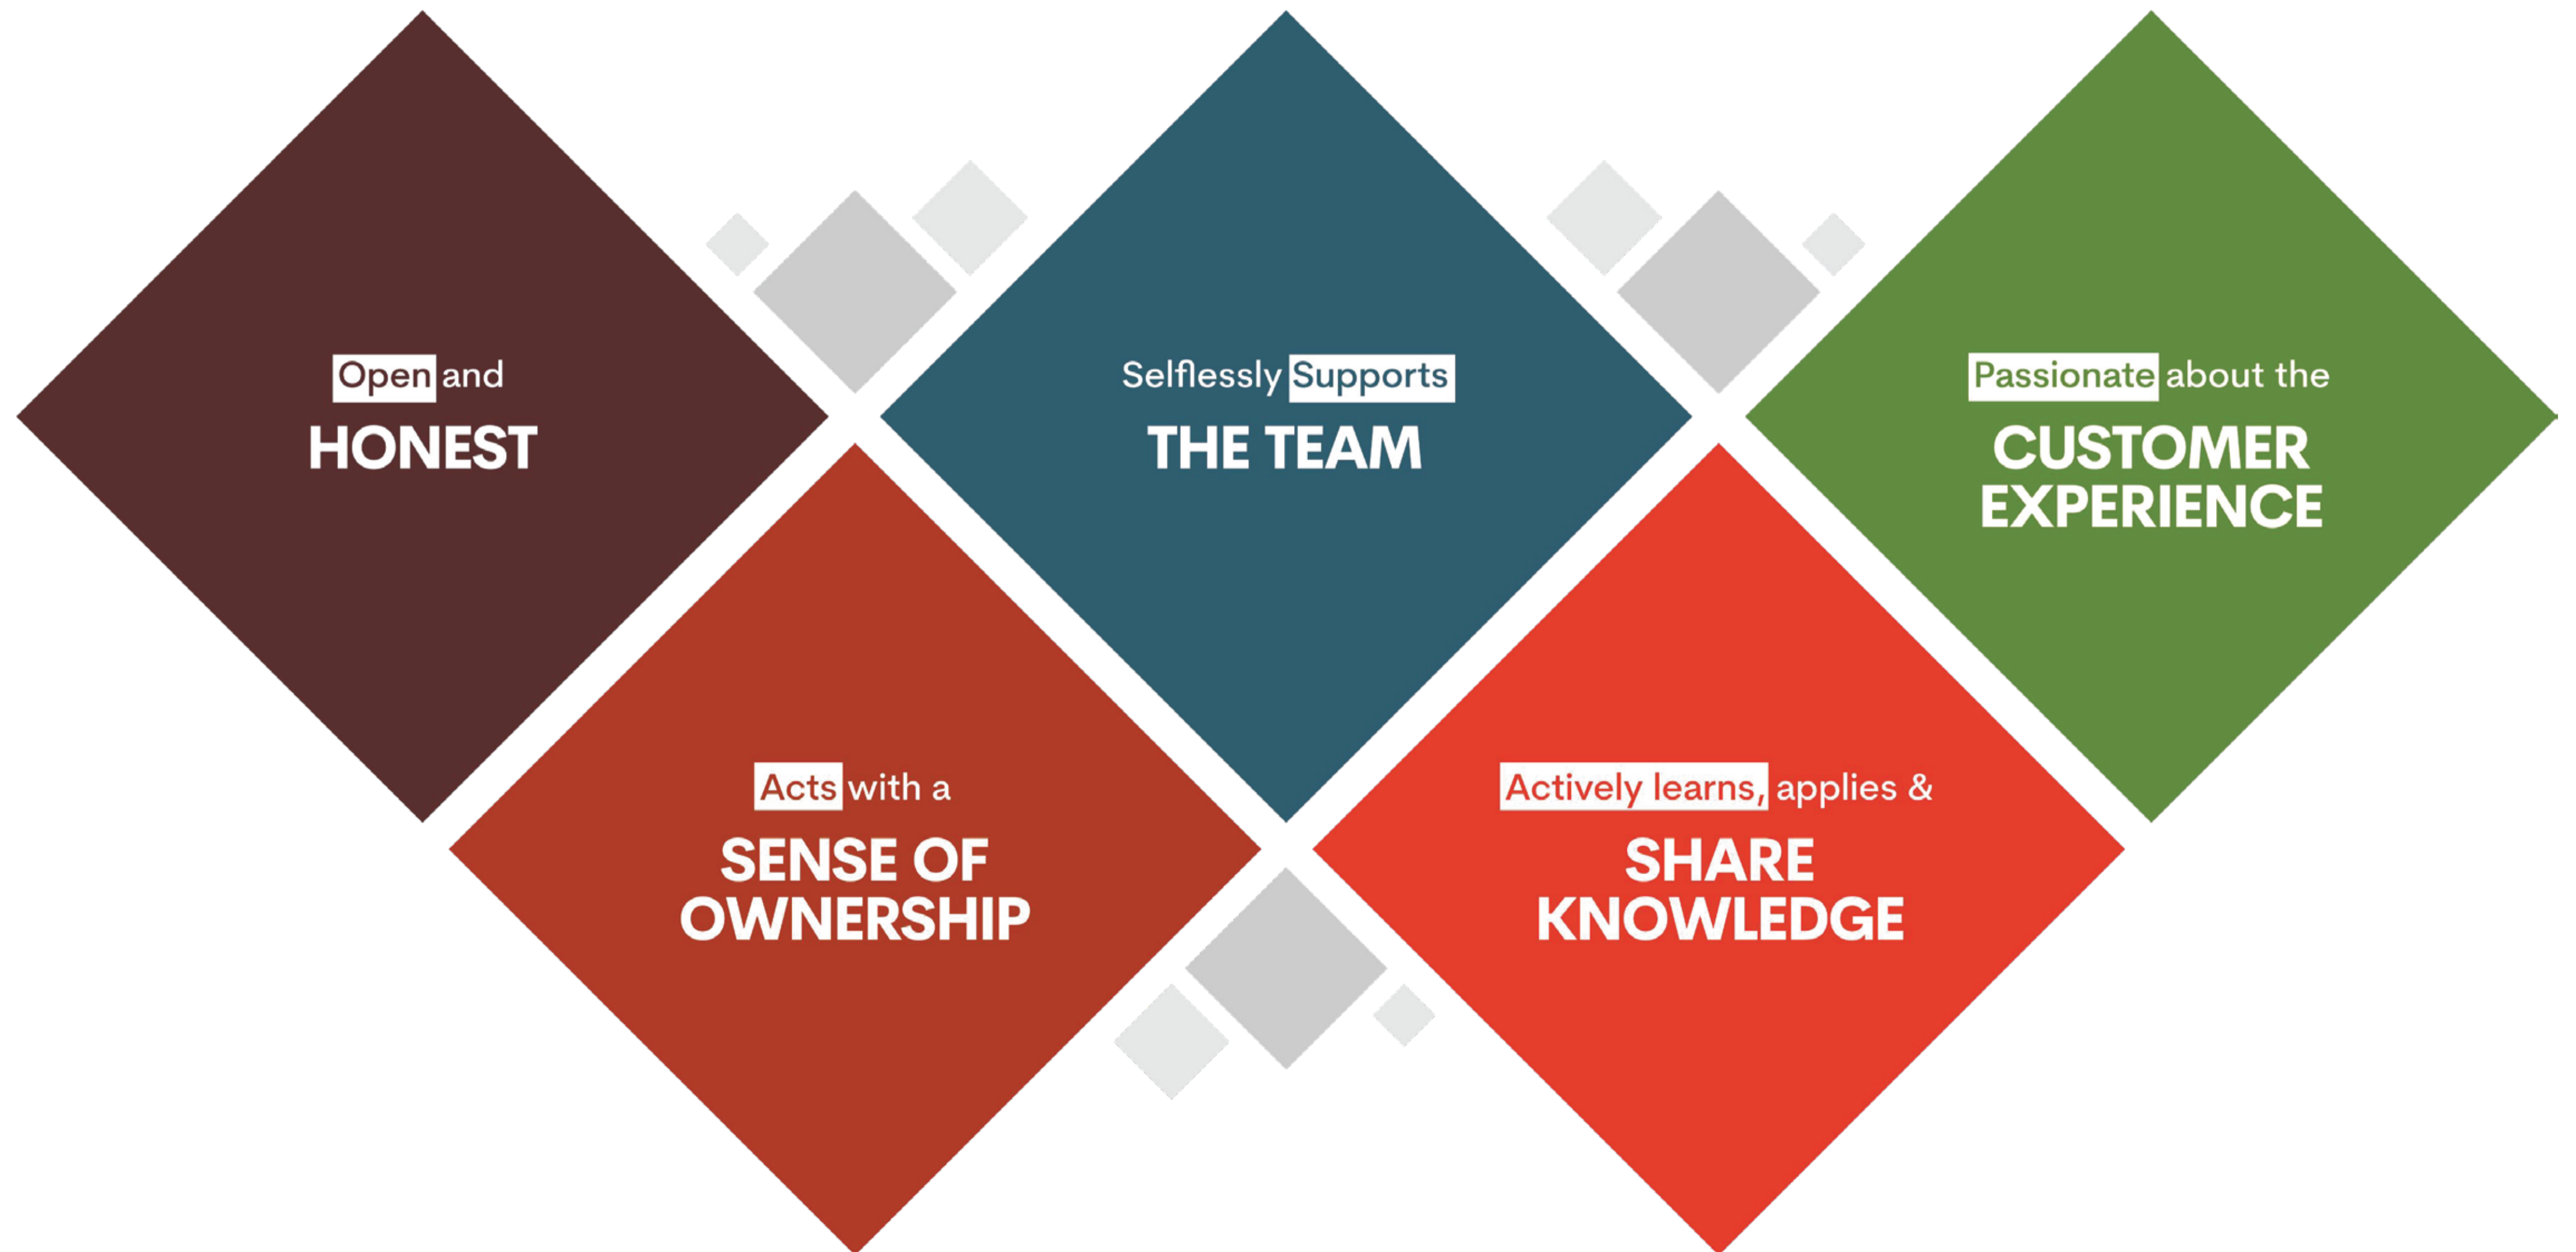 Open and
HONEST
Selflessly Supports
THE TEAM
Passionate about the
CUSTOMER
EXPERIENCE
Acts with a
SENSE OF
OWNERSHIP
Actively learns, applies &
SHARE
KNOWLEDGE